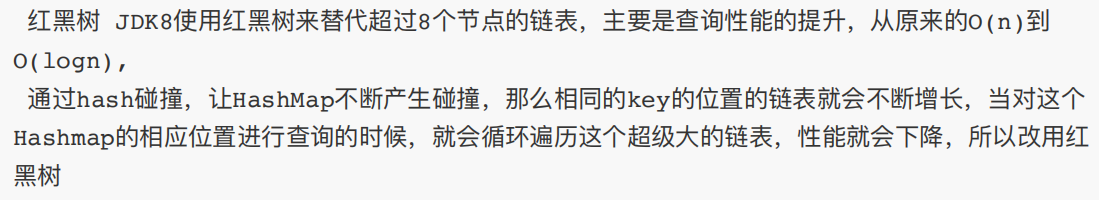 红黑树 JDK8使用红黑树来替代超过8个节点的链表，主要是查询性能的提升，从原来的O(n)到
O(logn)，
通过hash碰撞，让HashMap不断产生碰撞，那么相同的key的位置的链表就会不断增长，当对这个
Hashmap的相应位置进行查询的时候，就会循环遍历这个超级大的链表，性能就会下降，所以改用红
黑树